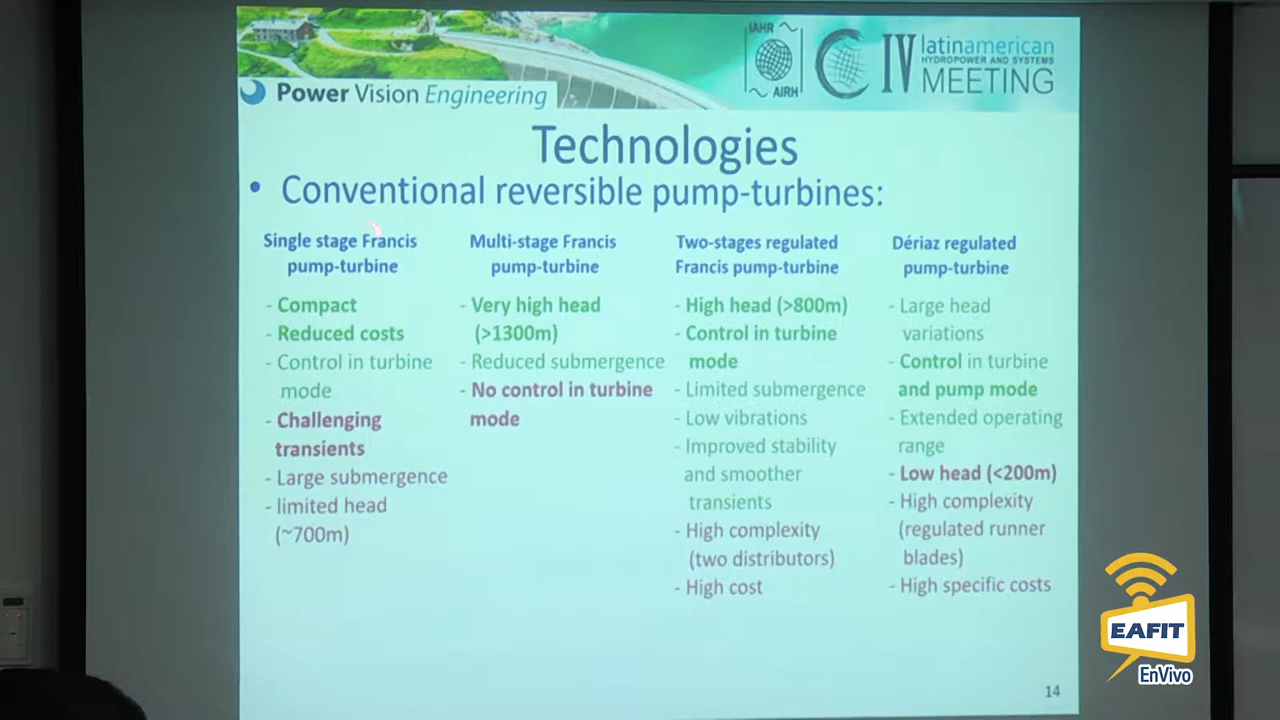 IAHR
AIRH
IV latinamerican
HYDROPOWER AND SYSTEMS
MEETING
Power Vision Engineering
Technologies
• Conventional reversible pump-turbines:
Single stage Francis
pump-turbine
- Compact
- Reduced costs
- Control in turbine
mode
- Challenging
transients
- Large submergence
- limited head
(~700m)
Multi-stage Francis
pump-turbine
- Very high head
(>1300m)
- Reduced submergence
- No control in turbine
mode
Two-stages regulated
Francis pump-turbine
- High head (>800m)
- Control in turbine
mode
- Limited submergence
- Low vibrations
- Improved stability
and smoother
transients
- High complexity
(two distributors)
- High cost
Dériaz regulated
pump-turbine
- Large head
variations
- Control in turbine
and pump mode
- Extended operating
range
- Low head (<200m)
- High complexity
(regulated runner
blades)
- High specific costs
14
EAFIT
EnVivo